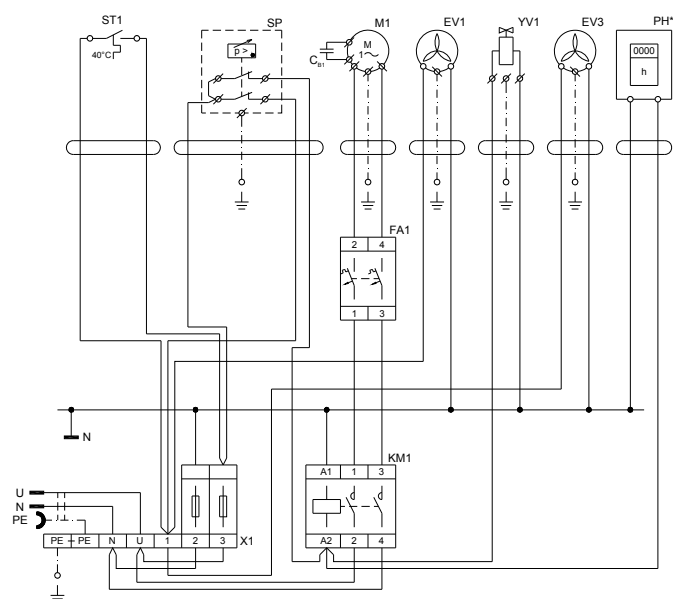 ST1 SP M1 EV1 YV1 EV3 PH*
40°C
p >
CB1
M
1~
0000
h
FA1
2 4
1 3
N
KM1
A1 1 3
U
N
PE
PE PE N U 1 2 3 X1
A2 2 4